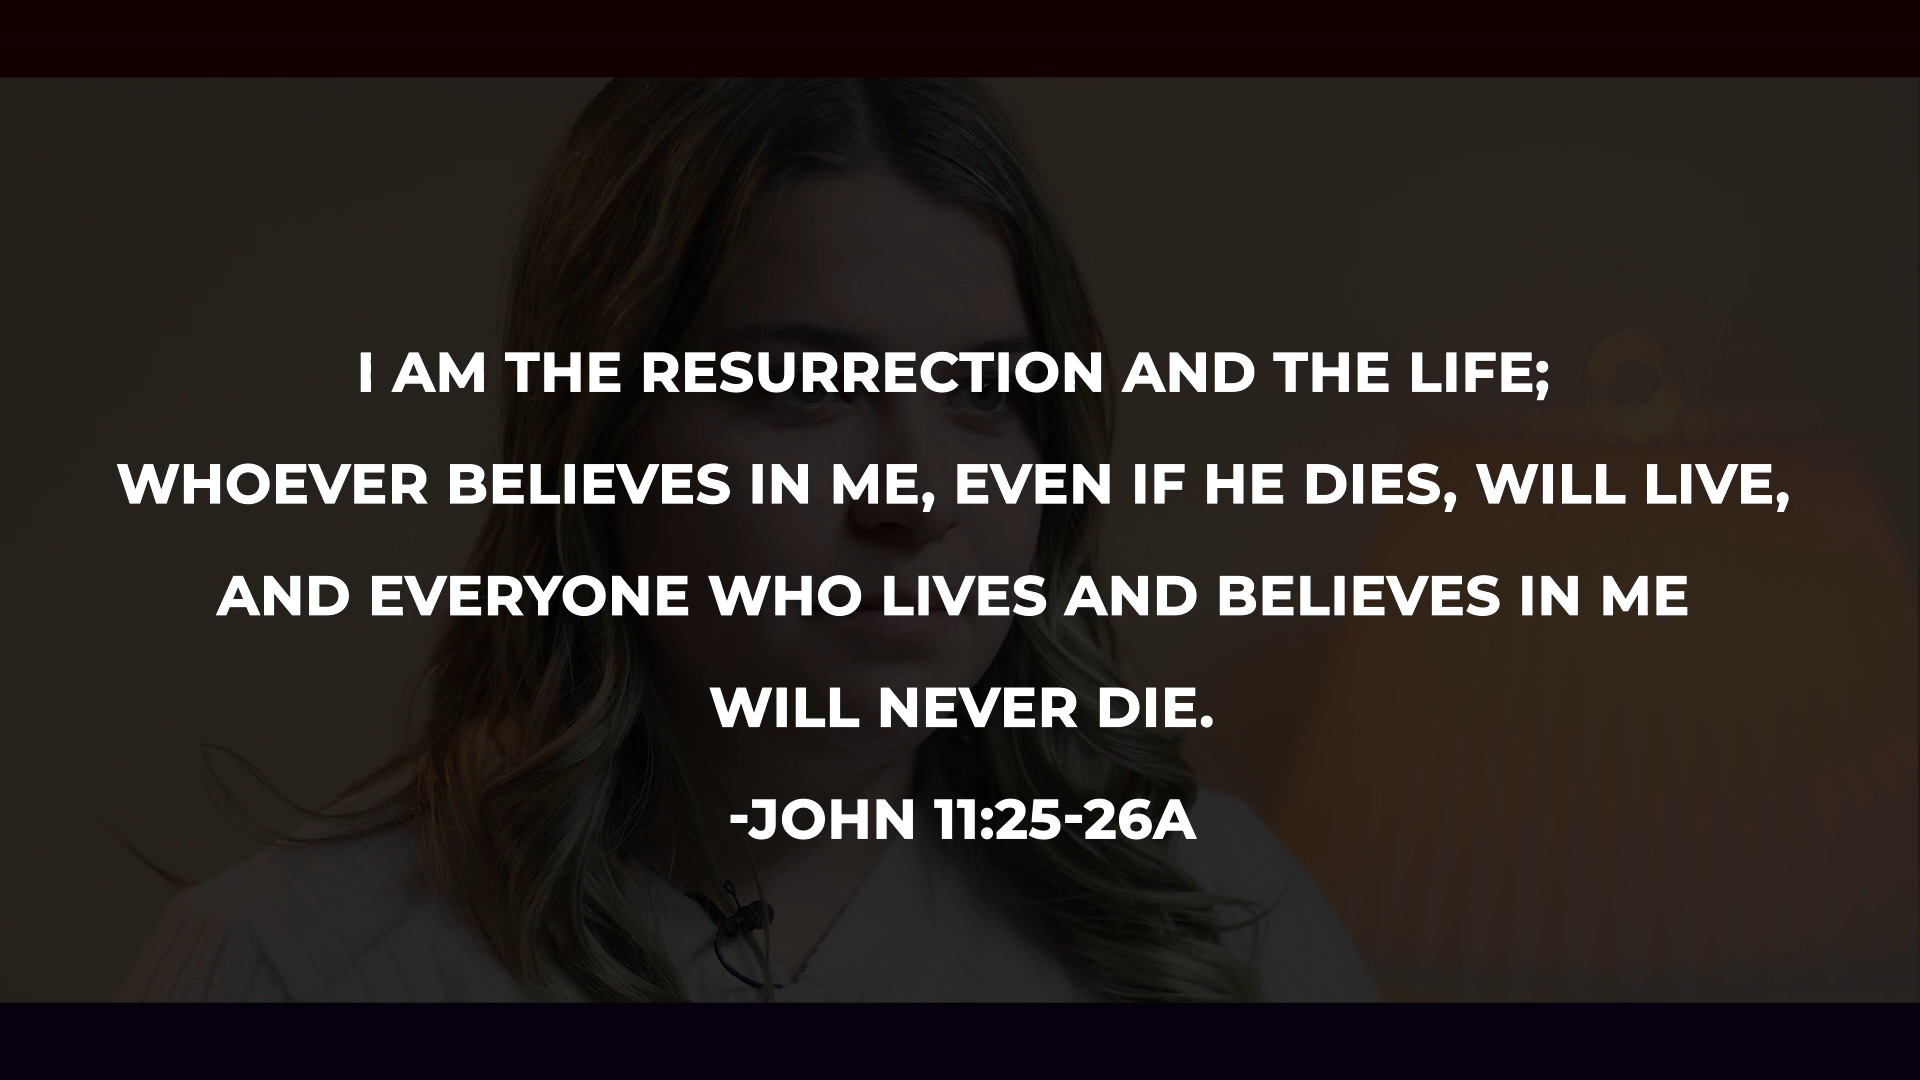 I AM THE RESURRECTION AND THE LIFE;
WHOEVER BELIEVES IN ME, EVEN IF HE DIES, WILL LIVE,
AND EVERYONE WHO LIVES AND BELIEVES IN ME
WILL NEVER DIE.
-JOHN 11:25-26A